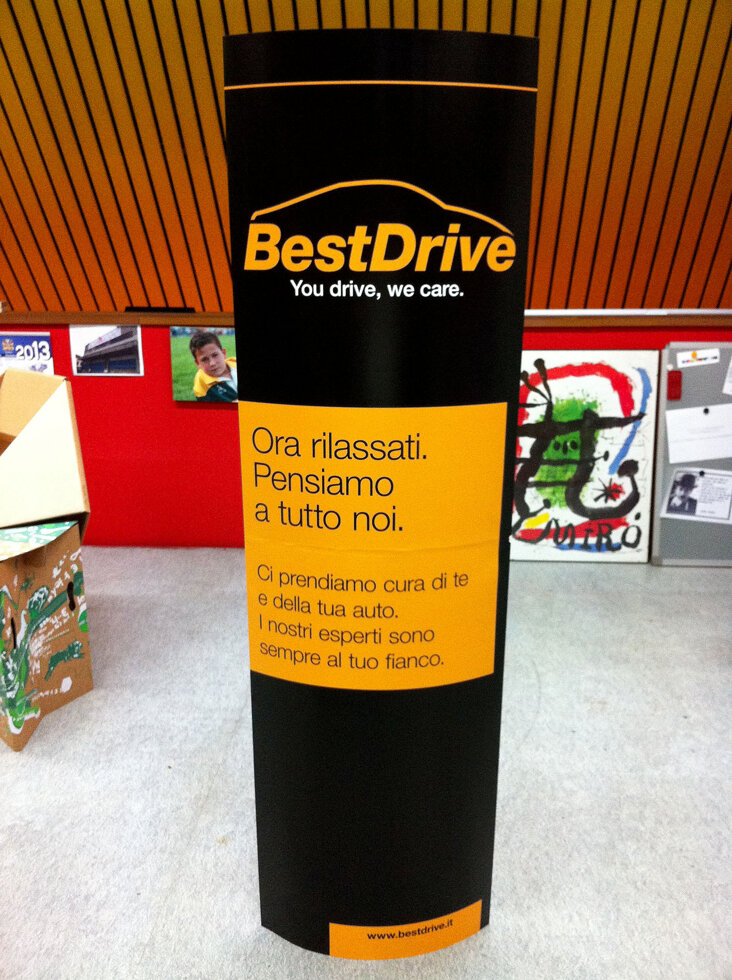 BestDrive
You drive, we care.
2013
Ora rilassati.
Pensiamo
a tutto noi.
MIRÓ
Ci prendiamo cura di te
e della tua auto.
I nostri esperti sono
sempre al tuo fianco.
www.bestdrive.it